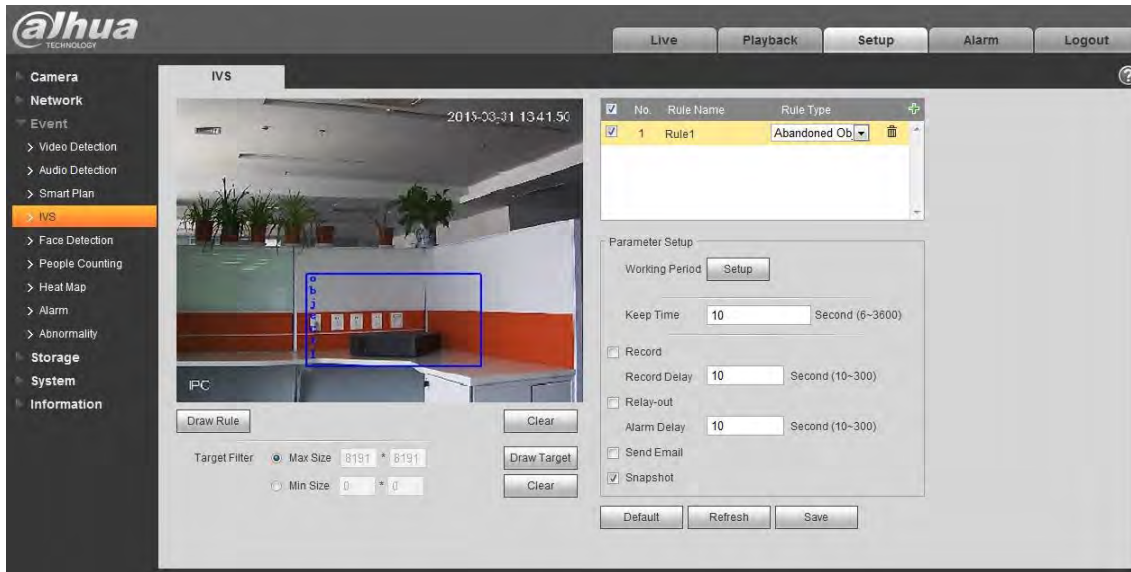 alhua
TECHNOLOGY
Live
Playback
Setup
Alarm
Logout
Camera
Network
Event
Video Detection
Audio Detection
Smart Plan
IVS
Face Detection
People Counting
Heat Map
Alarm
Abnormality
Storage
System
Information
IVS
2015-03-31 13:41:50
IPC
Draw Rule
Clear
Target Filter
Max Size 8191 * 8191
Draw Target
Min Size 0 * 0
Clear
No. Rule Name Rule Type
1 Rule1 Abandoned Ob
Parameter Setup
Working Period Setup
Keep Time 10 Second (6~3600)
Record
Record Delay 10 Second (10~300)
Relay-out
Alarm Delay 10 Second (10~300)
Send Email
Snapshot
Default
Refresh
Save